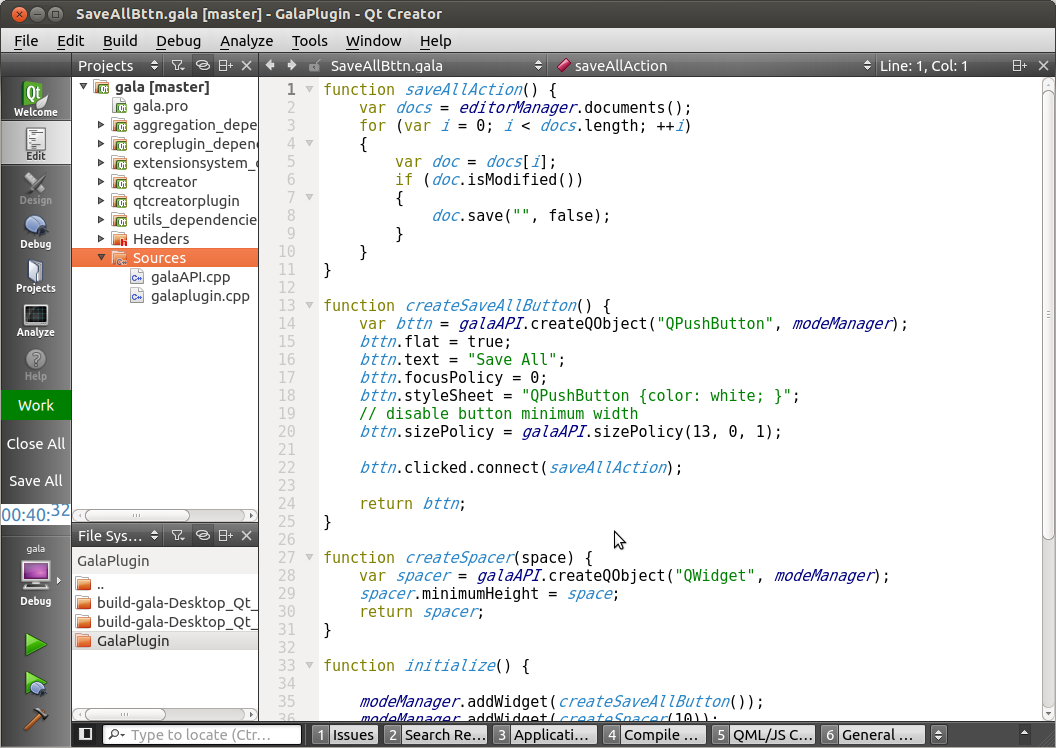 SaveAllBttn.gala [master] - GalaPlugin - Qt Creator
File Edit Build Debug Analyze Tools Window Help
Projects SaveAllBttn.gala saveAllAction Line: 1, Col: 1
Welcome
Edit
Design
Debug
Projects
Analyze
Help
Work
Close All
Save All
00:40:32
gala
Debug
gala [master]
gala.pro
aggregation_depe
coreplugin_depen
extensionsystem_d
qtcreator
qtcreatorplugin
utils_dependencie
Headers
Sources
galaAPI.cpp
galaplugin.cpp
File Sys...
GalaPlugin
..
build-gala-Desktop_Qt_
build-gala-Desktop_Qt_
GalaPlugin
1 function saveAllAction() {
2 var docs = editorManager.documents();
3 for (var i = 0; i < docs.length; ++i)
4 {
5 var doc = docs[i];
6 if (doc.isModified())
7 {
8 doc.save("", false);
9 }
10 }
11 }
12
13 function createSaveAllButton() {
14 var bttn = galaAPI.createQObject("QPushButton", modeManager);
15 bttn.flat = true;
16 bttn.text = "Save All";
17 bttn.focusPolicy = 0;
18 bttn.styleSheet = "QPushButton {color: white; }";
19 // disable button minimum width
20 bttn.sizePolicy = galaAPI.sizePolicy(13, 0, 1);
21
22 bttn.clicked.connect(saveAllAction);
23
24 return bttn;
25 }
26
27 function createSpacer(space) {
28 var spacer = galaAPI.createQObject("QWidget", modeManager);
29 spacer.minimumHeight = space;
30 return spacer;
31 }
32
33 function initialize() {
34
35 modeManager.addWidget(createSaveAllButton());
36 modeManager.addWidget(createSpacer(10));
Type to locate (Ctr... 1 Issues 2 Search Re... 3 Applicati... 4 Compile ... 5 QML/JS C... 6 General ...